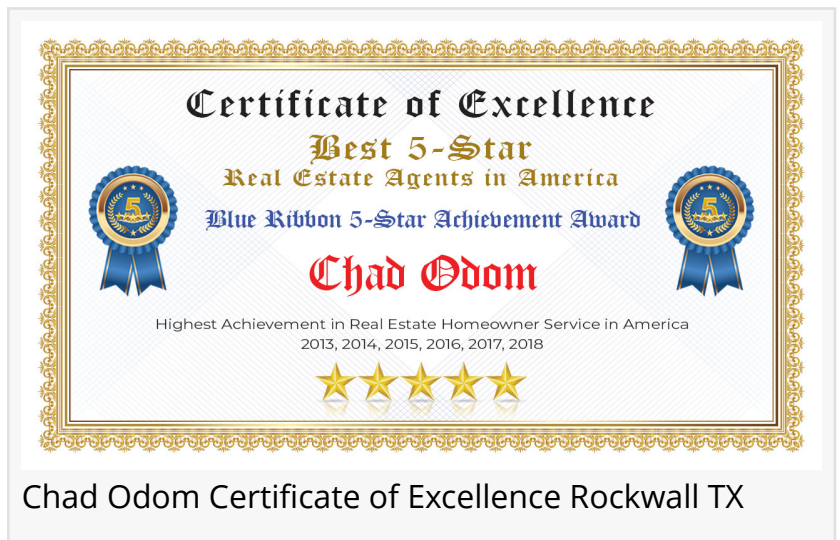 Certificate of Excellence
Best 5-Star
Real Estate Agents in America
Blue Ribbon 5-Star Achievement Award
5
5
Chad Odom
Highest Achievement in Real Estate Homeowner Service in America
2013, 2014, 2015, 2016, 2017, 2018
Chad Odom Certificate of Excellence Rockwall TX